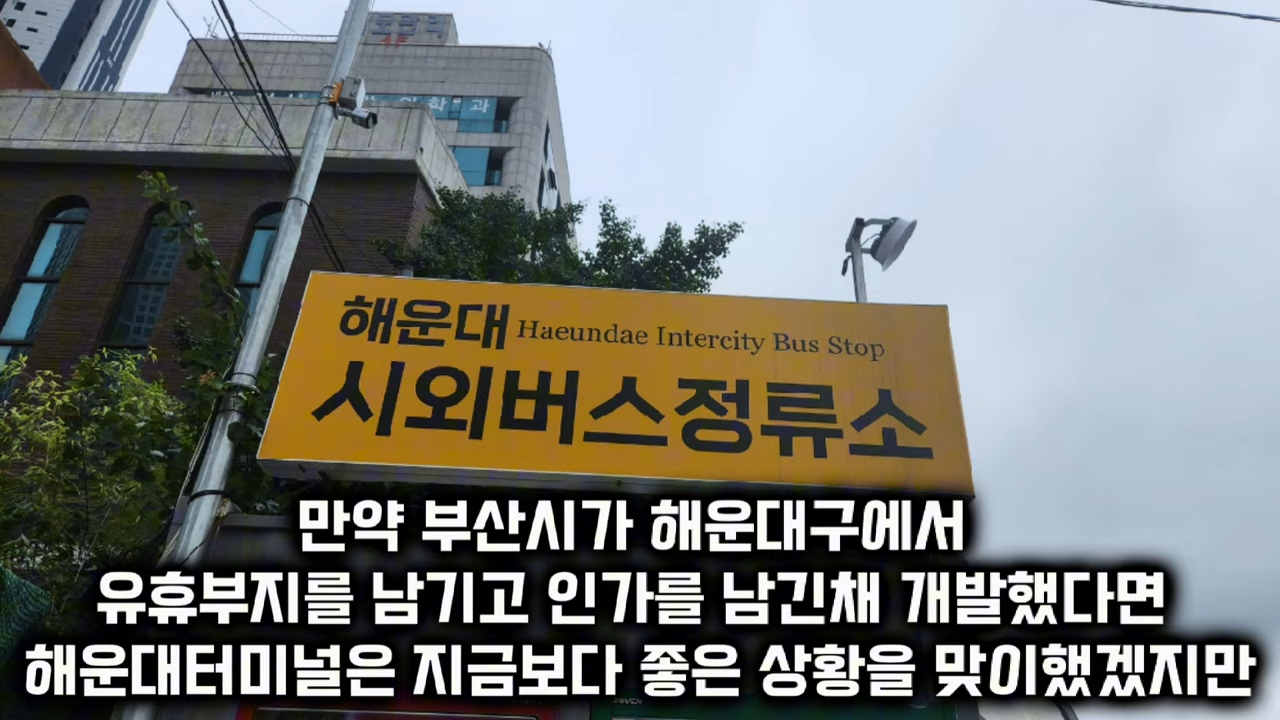 의학과
해운대 Haeundae Intercity Bus Stop
시외버스정류소
만약 부산시가 해운대구에서
유휴부지를 남기고 인가를 남긴채 개발했다면
해운대터미널은 지금보다 좋은 상황을 맞이했겠지만